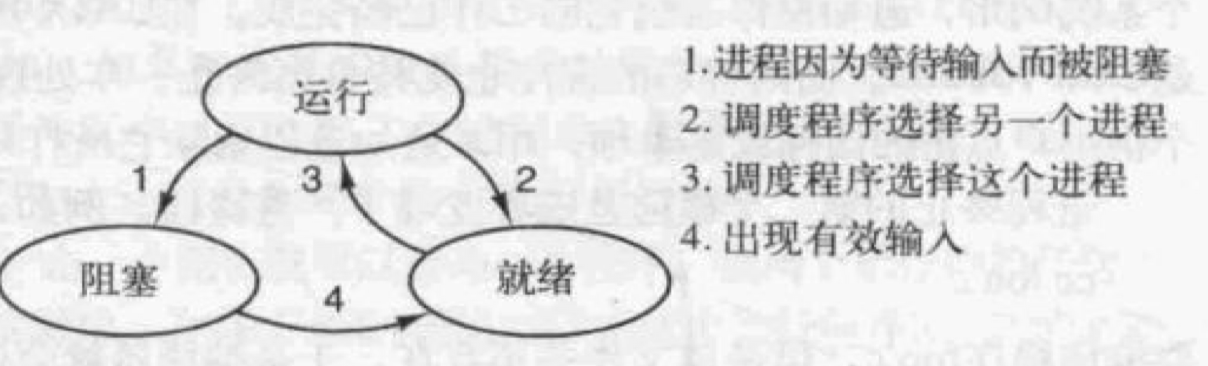 运行
1.进程因为等待输入而被阻塞
2. 调度程序选择另一个进程
3. 调度程序选择这个进程
4. 出现有效输入
1
3
2
阻塞
就绪
4